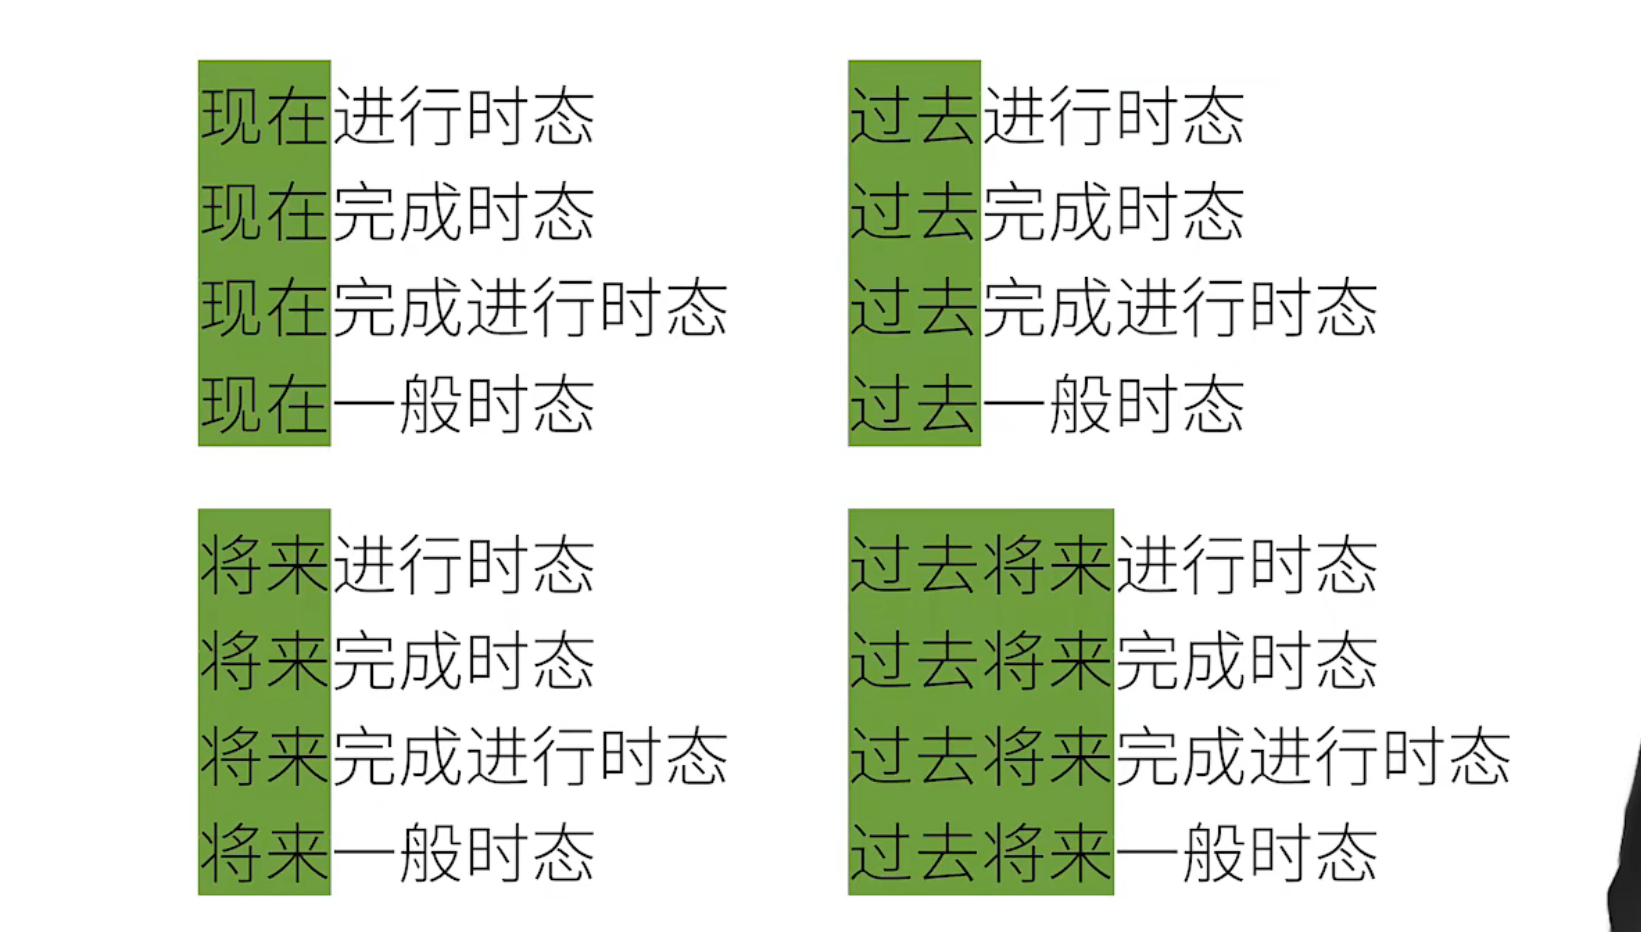 现在进行时态
现在完成时态
现在完成进行时态
现在一般时态
过去进行时态
过去完成时态
过去完成进行时态
过去一般时态
将来进行时态
将来完成时态
将来完成进行时态
将来一般时态
过去将来进行时态
过去将来完成时态
过去将来完成进行时态
过去将来一般时态